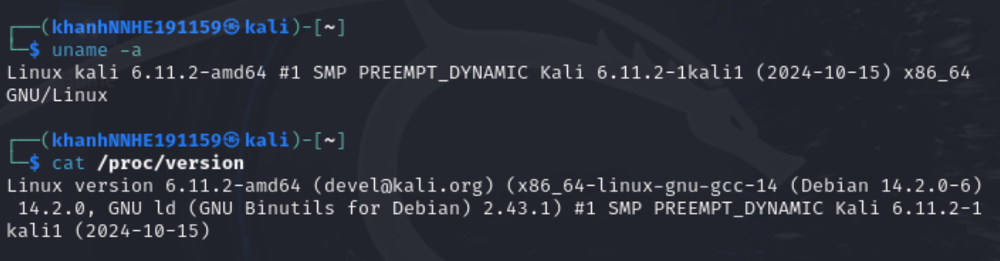 ┌──(khanhNNHE191159㉿kali)-[~]
└─$ uname -a
Linux kali 6.11.2-amd64 #1 SMP PREEMPT_DYNAMIC Kali 6.11.2-1kali1 (2024-10-15) x86_64
GNU/Linux
┌──(khanhNNHE191159㉿kali)-[~]
└─$ cat /proc/version
Linux version 6.11.2-amd64 (devel@kali.org) (x86_64-linux-gnu-gcc-14 (Debian 14.2.0-6)
 14.2.0, GNU ld (GNU Binutils for Debian) 2.43.1) #1 SMP PREEMPT_DYNAMIC Kali 6.11.2-1
kali1 (2024-10-15)